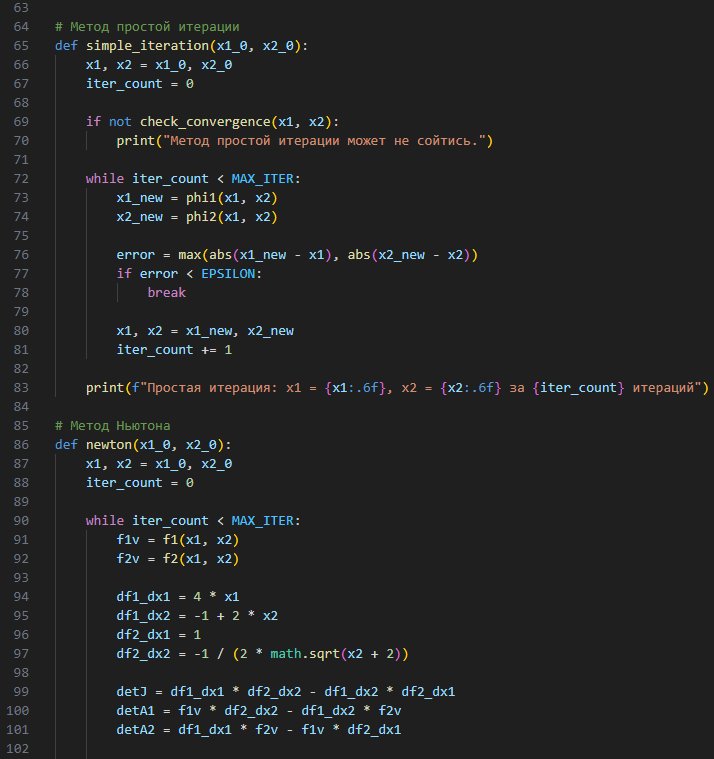 63
64 # Метод простой итерации
65 def simple_iteration(x1_0, x2_0):
66     x1, x2 = x1_0, x2_0
67     iter_count = 0
68
69     if not check_convergence(x1, x2):
70         print("Метод простой итерации может не сойтись.")
71
72     while iter_count < MAX_ITER:
73         x1_new = phi1(x1, x2)
74         x2_new = phi2(x1, x2)
75
76         error = max(abs(x1_new - x1), abs(x2_new - x2))
77         if error < EPSILON:
78             break
79
80         x1, x2 = x1_new, x2_new
81         iter_count += 1
82
83     print(f"Простая итерация: x1 = {x1:.6f}, x2 = {x2:.6f} за {iter_count} итераций")
84
85 # Метод Ньютона
86 def newton(x1_0, x2_0):
87     x1, x2 = x1_0, x2_0
88     iter_count = 0
89
90     while iter_count < MAX_ITER:
91         f1v = f1(x1, x2)
92         f2v = f2(x1, x2)
93
94         df1_dx1 = 4 * x1
95         df1_dx2 = -1 + 2 * x2
96         df2_dx1 = 1
97         df2_dx2 = -1 / (2 * math.sqrt(x2 + 2))
98
99         detJ = df1_dx1 * df2_dx2 - df1_dx2 * df2_dx1
100         detA1 = f1v * df2_dx2 - df1_dx2 * f2v
101         detA2 = df1_dx1 * f2v - f1v * df2_dx1
102